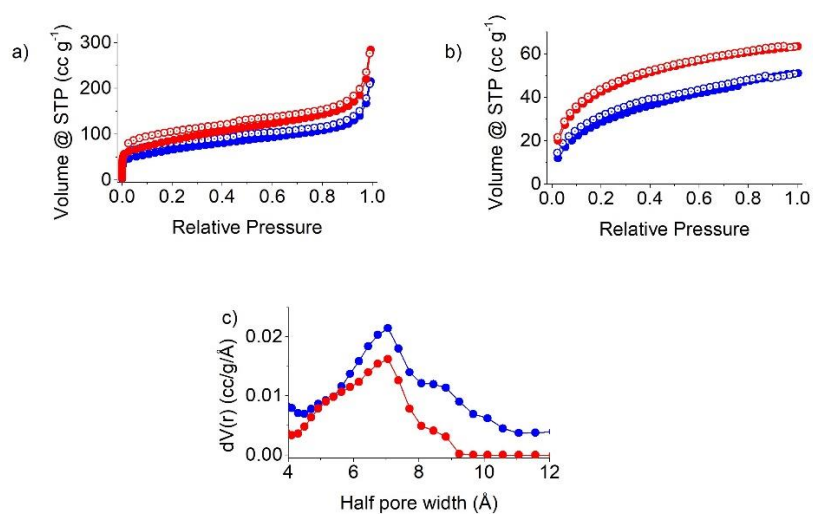 a)
Volume @ STP (cc g⁻¹)
300
200
100
0
0.0 0.2 0.4 0.6 0.8 1.0
Relative Pressure
b)
Volume @ STP (cc g⁻¹)
60
40
20
0
0.0 0.2 0.4 0.6 0.8 1.0
Relative Pressure
c)
dV(r) (cc/g/Å)
0.02
0.01
0.00
4 6 8 10 12
Half pore width (Å)